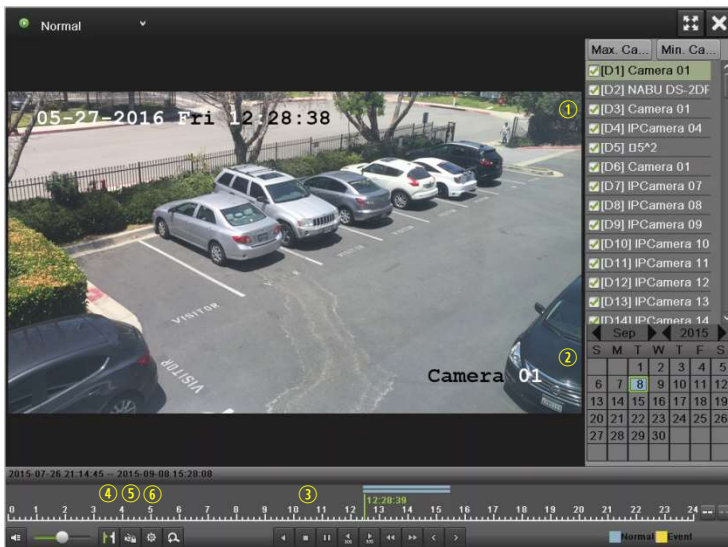 Normal
Max. Ca... Min. Ca...
05-27-2016 Fri 12:28:38
VISITOR
VISITOR
Camera 01
①
[D1] Camera 01
[D2] NABU DS-2DF
[D3] Camera 01
[D4] IPCamera 04
[D5] D5^2
[D6] Camera 01
[D7] IPCamera 07
[D8] IPCamera 08
[D9] IPCamera 09
[D10] IPCamera 10
[D11] IPCamera 11
[D12] IPCamera 12
[D13] IPCamera 13
[D14] IPCamera 14
②
Sep 2015
S M T W T F S
1 2 3 4 5
6 7 8 9 10 11 12
13 14 15 16 17 18 19
20 21 22 23 24 25 26
27 28 29 30
2015-07-26 21:14:45 -- 2015-09-08 15:28:08
④ ⑤ ⑥ ③
12:28:39
0 1 2 3 4 5 6 7 8 9 10 11 12 13 14 15 16 17 18 19 20 21 22 23 24
30S 30S
Normal Event